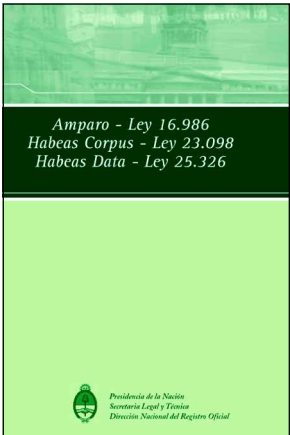 Amparo - Ley 16.986
Habeas Corpus - Ley 23.098
Habeas Data - Ley 25.326
Presidencia de la Nación
Secretaria Legal y Técnica
Dirección Nacional del Registro Oficial